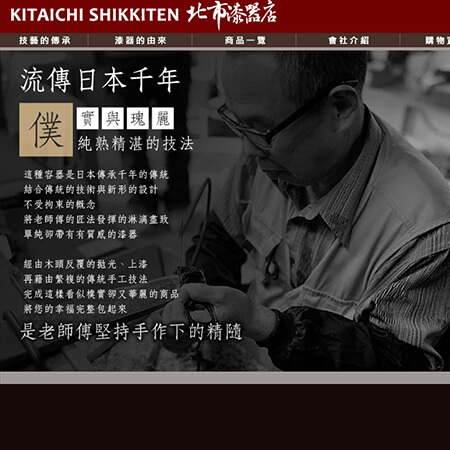 KITAICHI SHIKKITEN 北市漆器店
技藝的傳承 漆器的由來 商品一覽 會社介紹 購物
流傳日本千年
僕實與瑰麗
純熟精湛的技法
這種容器是日本傳承千年的傳統
結合傳統的技術與新形的設計
不受拘束的概念
將老師傅的匠法發揮的淋漓盡致
單純卻帶有有質感的漆器
經由木頭反覆的拋光、上漆
再藉由繁複的傳統手工技法
完成這樣看似樸實卻又華麗的商品
將您的幸福完整包起來
是老師傅堅持手作下的精隨